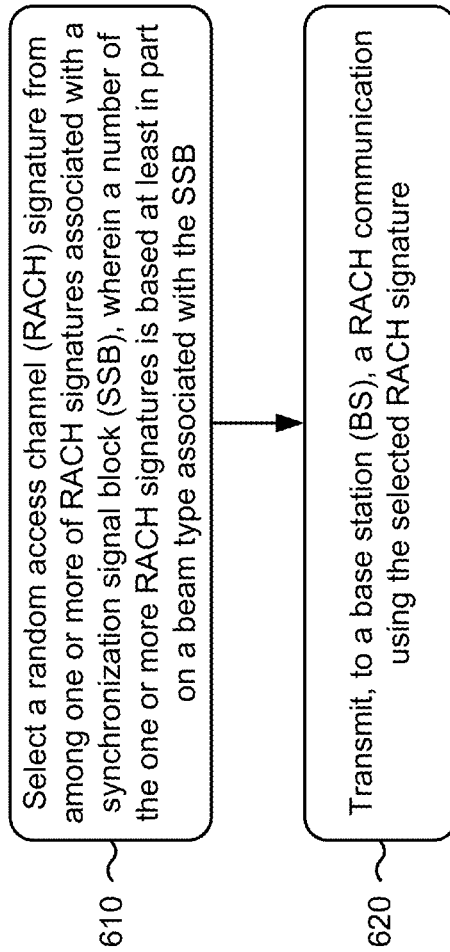 610
Select a random access channel (RACH) signature from
among one or more of RACH signatures associated with a
synchronization signal block (SSB), wherein a number of
the one or more RACH signatures is based at least in part
on a beam type associated with the SSB
620
Transmit, to a base station (BS), a RACH communication
using the selected RACH signature